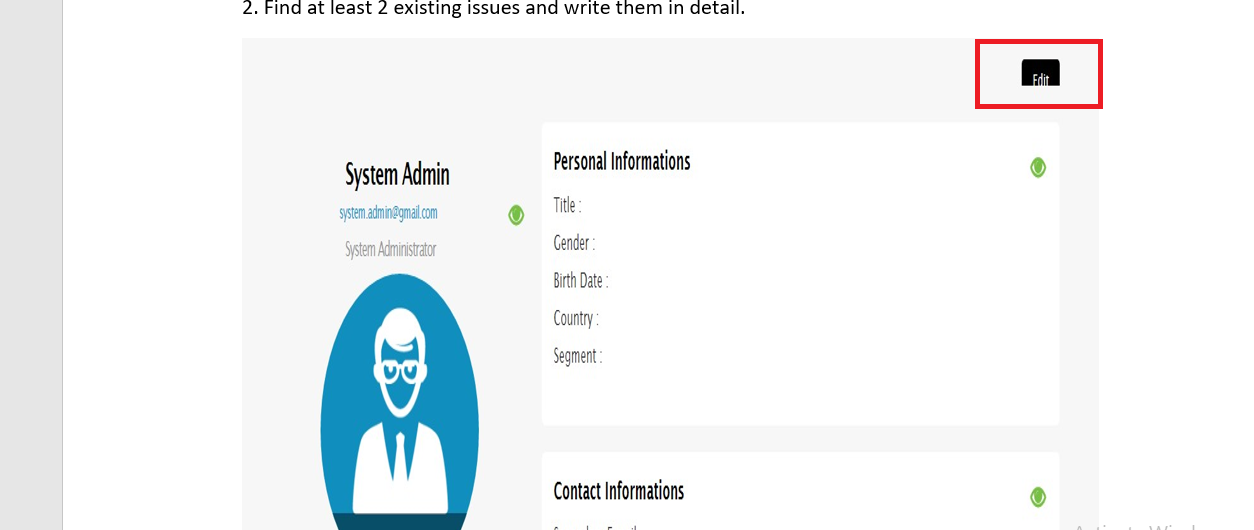 2. Find at least 2 existing issues and write them in detail.
Edit
System Admin
system.admin@gmail.com
System Administrator
Personal Informations
Title :
Gender :
Birth Date :
Country :
Segment :
Contact Informations